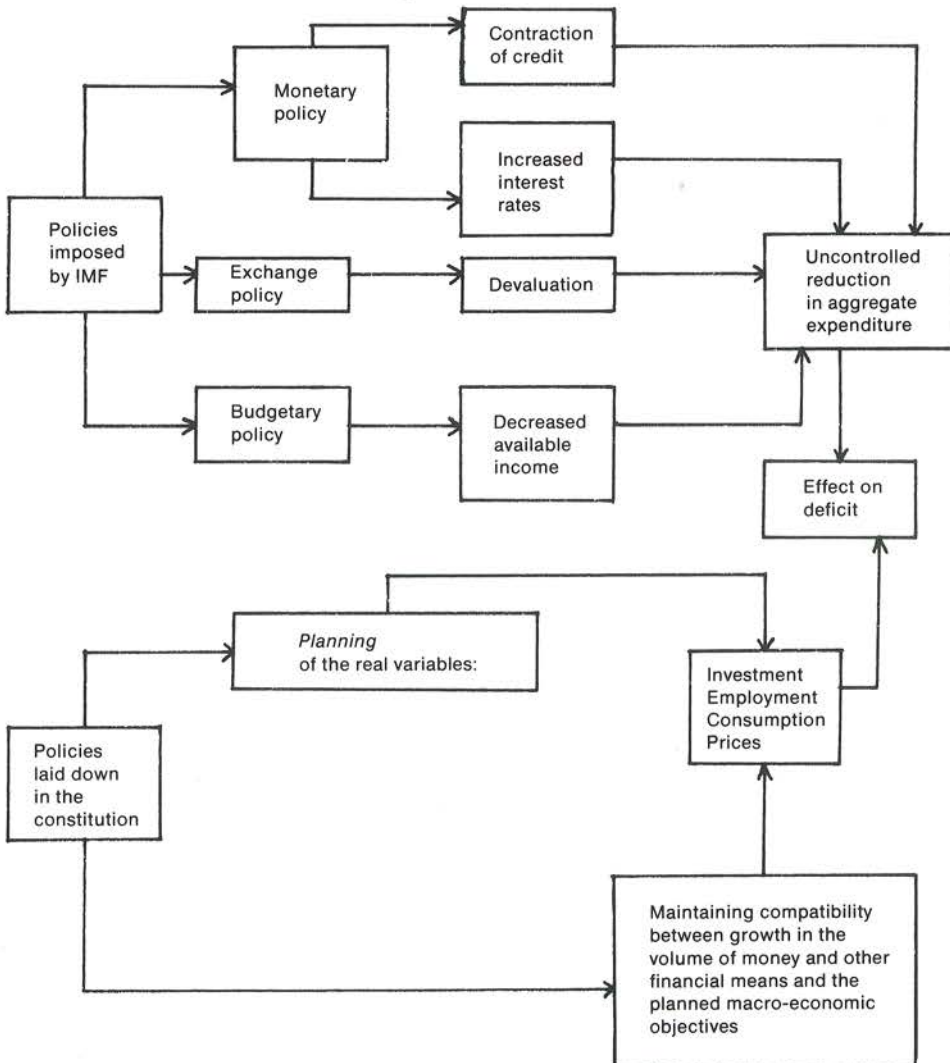 Contraction
of credit
Monetary
policy
Increased
interest
rates
Policies
imposed
by IMF
Exchange
policy
Devaluation
Uncontrolled
reduction
in aggregate
expenditure
Budgetary
policy
Decreased
available
income
Effect on
deficit
Planning
of the real variables:
Investment
Employment
Consumption
Prices
Policies
laid down
in the
constitution
Maintaining compatibility
between growth in the
volume of money and other
financial means and the
planned macro-economic
objectives